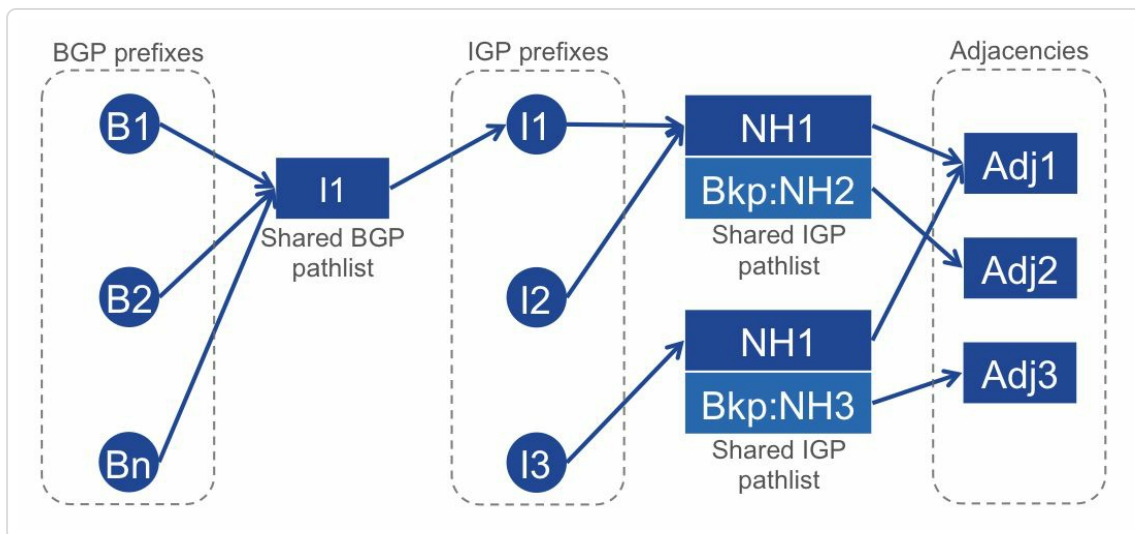 BGP prefixes
IGP prefixes
Adjacencies
B1
I1
NH1
Adj1
I1
Bkp:NH2
Shared BGP
pathlist
Shared IGP
pathlist
Adj2
B2
I2
NH1
Adj3
Bkp:NH3
Bn
I3
Shared IGP
pathlist